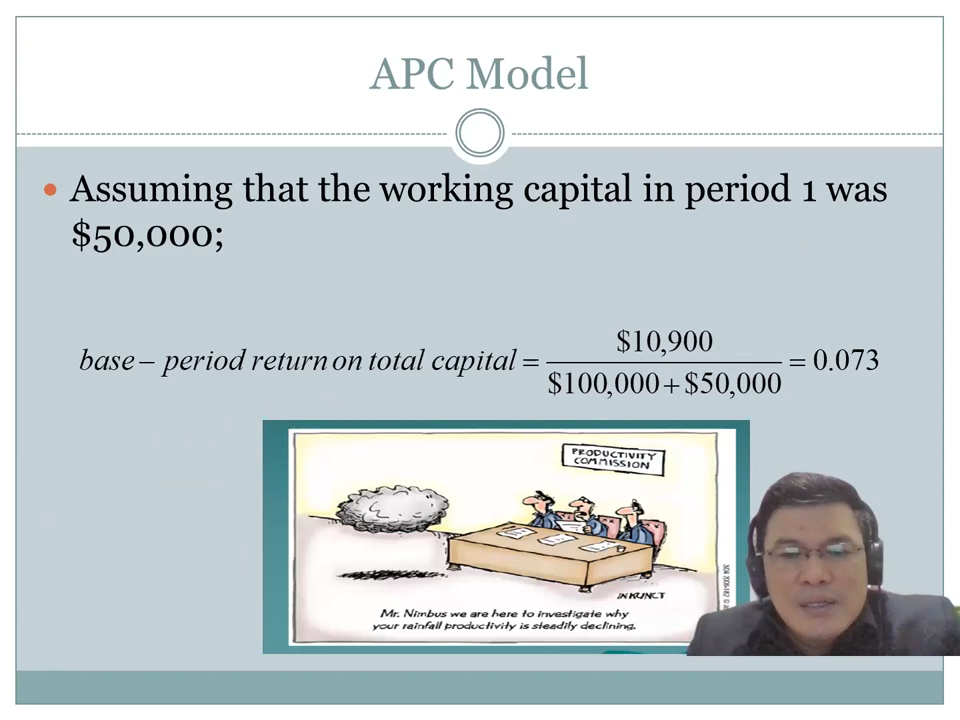 APC Model
Assuming that the working capital in period 1 was
$50,000;
base – period return on total capital = $10,900 / $100,000 + $50,000 = 0.073
PRODUCTIVITY
COMMISSION
Mr. Nimbus we are here to investigate why
your rainfall productivity is steadily declining.